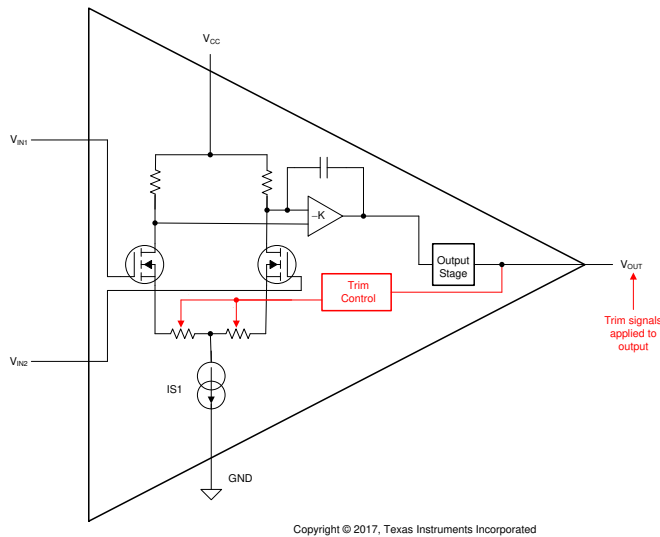 VCC
VIN1
–K
Output
Stage
VOUT
Trim
Control
Trim signals
applied to
output
VIN2
IS1
GND
Copyright © 2017, Texas Instruments Incorporated